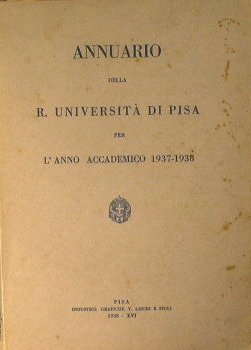 ANNUARIO
DELLA
R. UNIVERSITÀ DI PISA
PER
L'ANNO ACCADEMICO 1937-1938
PISA
INDUSTRIE GRAFICHE V. LISCHI E FIGLI
1938 - XVI